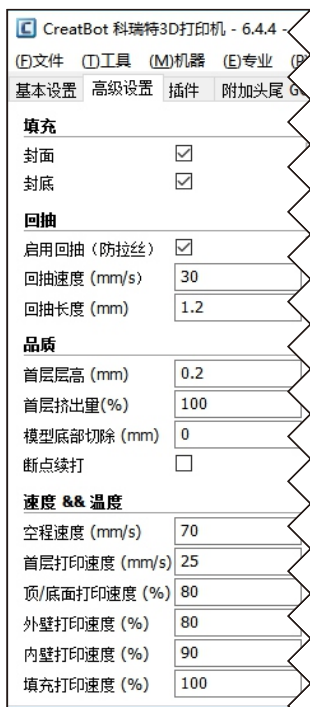 CreatBot 科瑞特3D打印机 - 6.4.4 -
(F)文件 (T)工具 (M)机器 (E)专业 (P
基本设置 高级设置 插件 附加头尾 G
填充
封面
封底
回抽
启用回抽（防拉丝）
回抽速度 (mm/s) 30
回抽长度 (mm) 1.2
品质
首层层高 (mm) 0.2
首层挤出量(%) 100
模型底部切除 (mm) 0
断点续打
速度 && 温度
空程速度 (mm/s) 70
首层打印速度 (mm/s) 25
顶/底面打印速度 (%) 80
外壁打印速度 (%) 80
内壁打印速度 (%) 90
填充打印速度 (%) 100